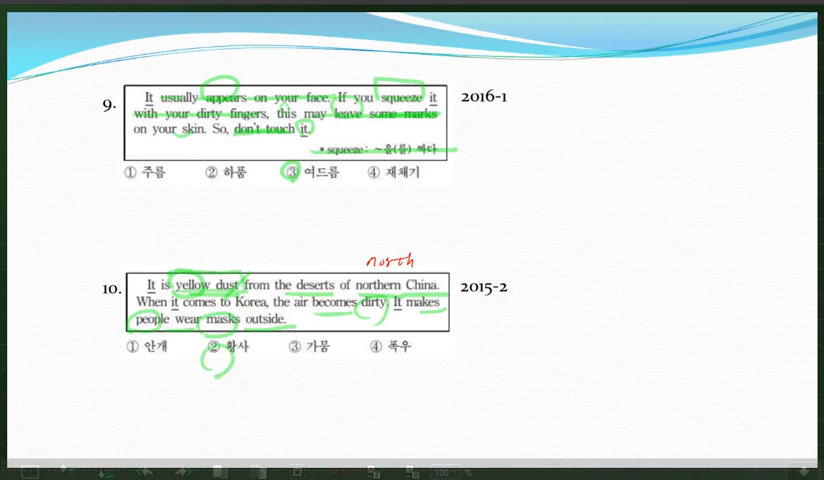 9.
It usually appears on your face. If you squeeze it
with your dirty fingers, this may leave some marks
on your skin. So, don't touch it.
* squeeze: ~을(를) 짜다
① 주름 ② 하품 ③ 여드름 ④ 재채기
2016-1
north
10.
It is yellow dust from the deserts of northern China.
When it comes to Korea, the air becomes dirty. It makes
people wear masks outside.
① 안개 ② 황사 ③ 가뭄 ④ 폭우
2015-2
100 %